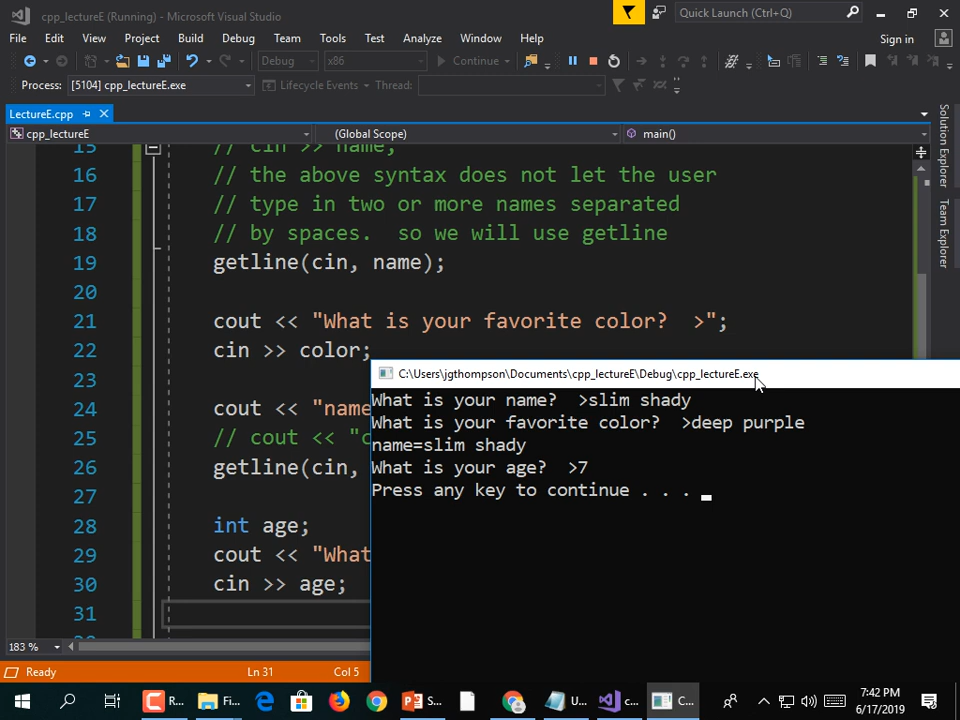 cpp_lectureE (Running) - Microsoft Visual Studio
Quick Launch (Ctrl+Q)
File Edit View Project Build Debug Team Tools Test Analyze Window Help
Sign in
Debug x86 Continue
Process: [5104] cpp_lectureE.exe Lifecycle Events Thread:
LectureE.cpp
cpp_lectureE (Global Scope) main()
15 // cin >> name;
16 // the above syntax does not let the user
17 // type in two or more names separated
18 // by spaces.  so we will use getline
19 getline(cin, name);
20
21 cout << "What is your favorite color?  >";
22 cin >> color;
23
24 cout << "name
25 // cout << "c
26 getline(cin,
27
28 int age;
29 cout << "What
30 cin >> age;
31
Solution Explorer
Team Explorer
C:\Users\jgthompson\Documents\cpp_lectureE\Debug\cpp_lectureE.exe
What is your name?  >slim shady
What is your favorite color?  >deep purple
name=slim shady
What is your age?  >7
Press any key to continue . . .
183 %
Ready Ln 31 Col 5
R... Fi... S... U... c... C...
7:42 PM
6/17/2019